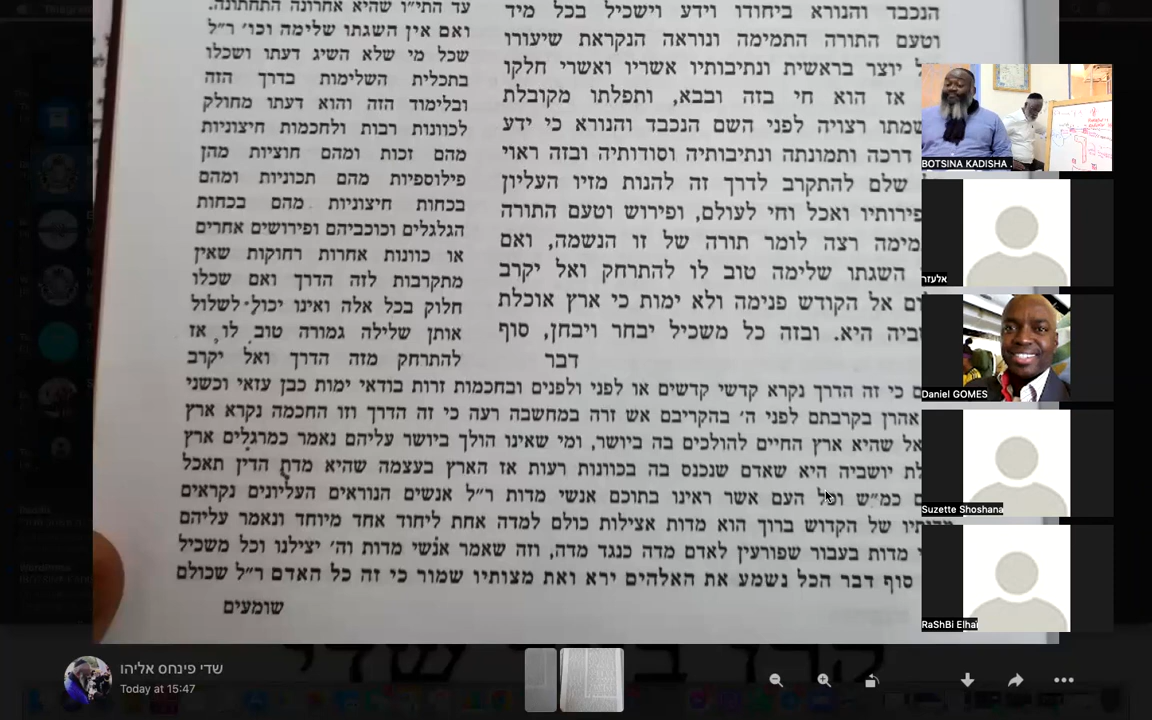 הנכבד והנורא ביחודו וידע וישכיל בכל מיד
וטעם התורה התמימה ונוראה הנקראת שיעורו
יוצר בראשית ונתיבותיו אשריו ואשרי חלקו
אז הוא חי בזה ובבא, ותפלתו מקובלת
רצויה לפני השם הנכבד והנורא כי ידע
דרכה ותמונתה ונתיבותיה וסודותיה ובזה ראוי
שלם להתקרב לדרך זה להנות מזיו העליון
ואכל וחי לעולם, ופירוש וטעם התורה
רצה לומר תורה של זו הנשמה, ואם
השגתו שלימה טוב לו להתרחק ואל יקרב
אל הקודש פנימה ולא ימות כי ארץ אוכלת
היא. ובזה כל משכיל יבחר ויבחן, סוף
דבר
עד התי״ו שהיא אחרונה התחתונה.
ואם אין השגתו שלימה וכו׳ ר״ל
שכל מי שלא השיג דעתו ושכלו
בתכלית השלימות בדרך הזה
ובלימוד הזה והוא דעתו מחולק
לכוונות רבות ולחכמות חיצוניות
מהם זכות ומהם חוציות מהן
פילוספיות מהם תכוניות ומהם
בכחות חיצוניות מהם בכחות
הגלגלים וכוכביהם ופירושים אחרים
או כוונות אחרות רחוקות שאין
מתקרבות לזה הדרך ואם שכלו
חלוק בכל אלה ואינו יכול לשלול
אותן שלילה גמורה טוב לו אז
להתרחק מזה הדרך ואל יקרב
כי זה הדרך נקרא קדשי קדשים או לפני ולפנים ובחכמות זרות בודאי ימות כבן עזאי וכשני
אהרן בקרבתם לפני ה׳ בהקריבם אש זרה במחשבה רעה כי זה הדרך וזו החכמה נקרא ארץ
שהיא ארץ החיים להולכים בה ביושר, ומי שאינו הולך ביושר עליהם נאמר כמרגלים ארץ
יושביה היא שאדם שנכנס בה בכוונות רעות אז הארץ בעצמה שהיא מדת הדין תאכל
כמ״ש וכל העם אשר ראינו בתוכם אנשי מדות ר״ל אנשים הנוראים העליונים נקראים
של הקדוש ברוך הוא מדות אצילות כולם למדה אחת ליחוד אחד מיוחד ונאמר עליהם
מדות בעבור שפורעין לאדם מדה כנגד מדה, וזה שאמר אנשי מדות וה׳ יצילנו וכל משכיל
סוף דבר הכל נשמע את האלהים ירא ואת מצותיו שמור כי זה כל האדם ר״ל שכולם
שומעים
BOTSINA KADISHA
אלעזר
Daniel GOMES
Suzette Shoshana
RaShBi Elhai
שדי פינחס אליהו
Today at 15:47